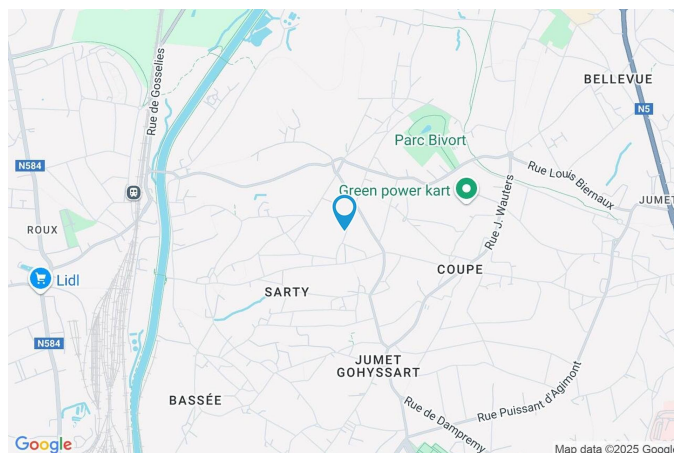 Rue de Gosselies
BELLEVUE
N5
N584
Parc Bivort
Rue Louis Biernaux
Green power kart
Rue J. Wauters
JUMET
ROUX
Lidl
COUPE
SARTY
N584
JUMET
GOHYSSART
BASSÉE
Rue de Dampremy
Rue Puissant d'Agimont
Google
Map data ©2025 Google